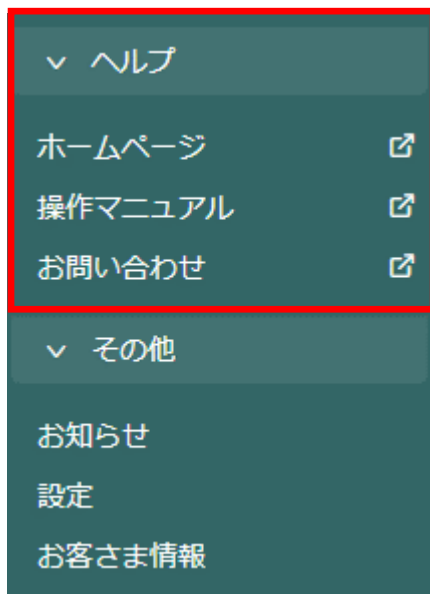 ヘルプ
ホームページ
操作マニュアル
お問い合わせ
その他
お知らせ
設定
お客さま情報